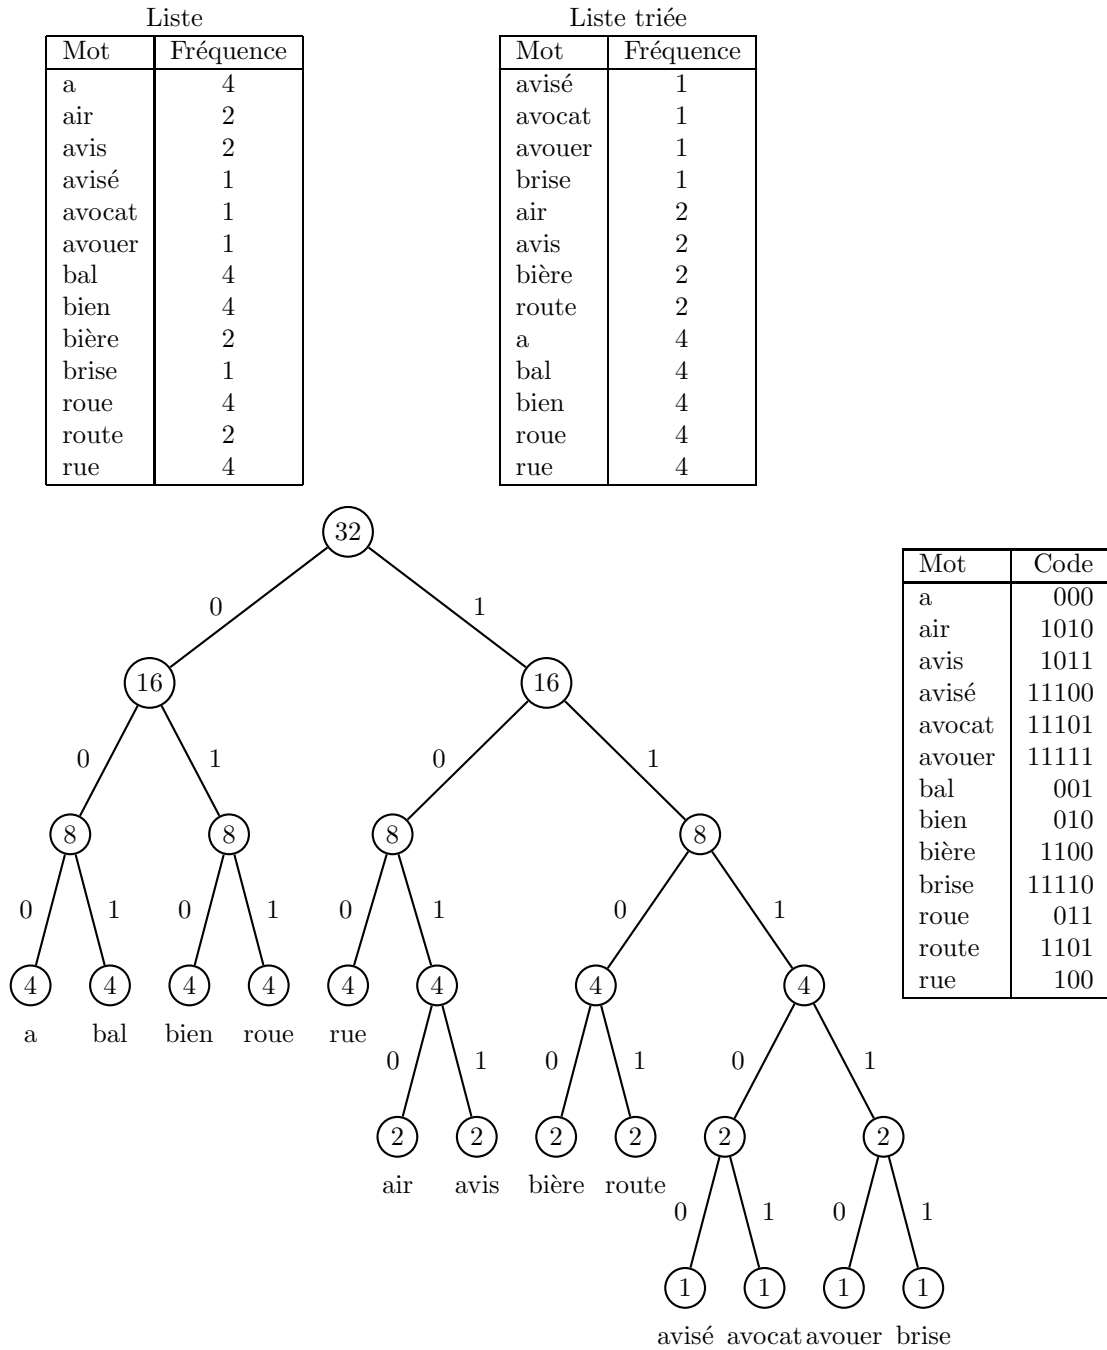 Liste
Mot Fréquence
a 4
air 2
avis 2
avisé 1
avocat 1
avouer 1
bal 4
bien 4
bière 2
brise 1
roue 4
route 2
rue 4
Liste triée
Mot Fréquence
avisé 1
avocat 1
avouer 1
brise 1
air 2
avis 2
bière 2
route 2
a 4
bal 4
bien 4
roue 4
rue 4
32
0 1
16 16
0 1 0 1
8 8 8 8
0 1 0 1 0 1 0 1
4 4 4 4 4 4 4 4
a bal bien roue rue
0 1 0 1 0 1
2 2 2 2 2 2
air avis bière route
0 1 0 1
1 1 1 1
avisé avocat avouer brise
Mot Code
a 000
air 1010
avis 1011
avisé 11100
avocat 11101
avouer 11111
bal 001
bien 010
bière 1100
brise 11110
roue 011
route 1101
rue 100